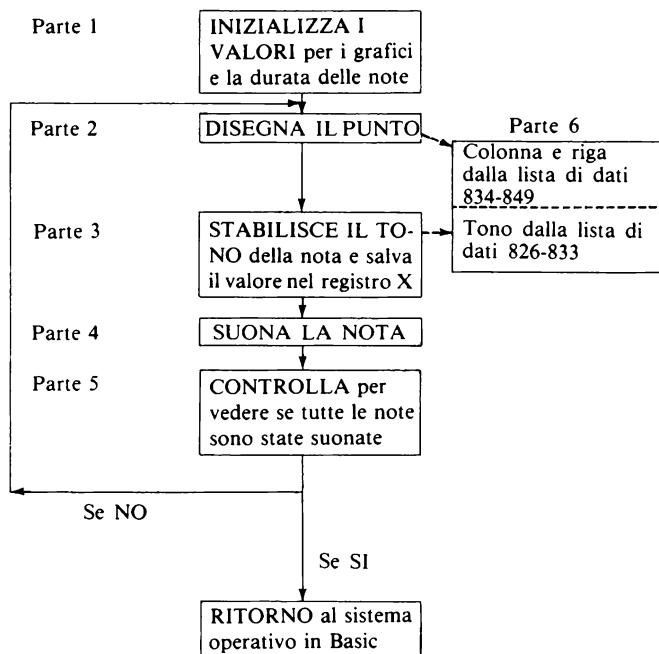 Parte 1
INIZIALIZZA I
VALORI per i grafici
e la durata delle note
Parte 2
DISEGNA IL PUNTO
Parte 6
Colonna e riga
dalla lista di dati
834-849
Tono dalla lista di
dati 826-833
Parte 3
STABILISCE IL TO-
NO della nota e salva
il valore nel registro X
Parte 4
SUONA LA NOTA
Parte 5
CONTROLLA per
vedere se tutte le note
sono state suonate
Se NO
Se SI
RITORNO al sistema
operativo in Basic